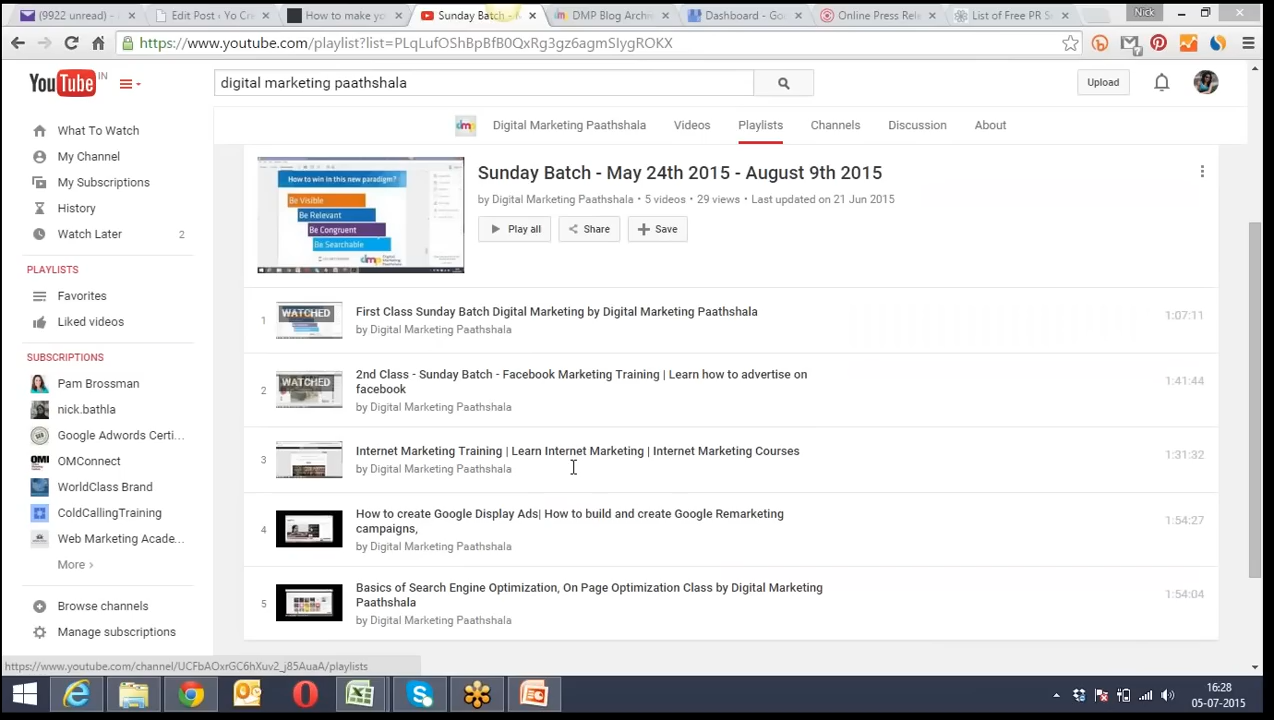 (9922 unread) -
Edit Post ‹ Yo Cr
How to make you
Sunday Batch -
DMP Blog Archi
Dashboard - Goo
Online Press Rele
List of Free PR S
Nick
https://www.youtube.com/playlist?list=PLqLufOShBpBfB0QxRg3gz6agmSIygROKX
YouTube IN
digital marketing paathshala
Upload
dmp Digital Marketing Paathshala Videos Playlists Channels Discussion About
What To Watch
My Channel
My Subscriptions
History
Watch Later 2
PLAYLISTS
Favorites
Liked videos
SUBSCRIPTIONS
Pam Brossman
nick.bathla
Google Adwords Certi...
OMI OMConnect
WorldClass Brand
ColdCallingTraining
Web Marketing Acade...
More ›
Browse channels
Manage subscriptions
How to win in this new paradigm?
Be Visible
Be Relevant
Be Congruent
Be Searchable
dmp Digital Marketing Paathshala
Sunday Batch - May 24th 2015 - August 9th 2015
by Digital Marketing Paathshala • 5 videos • 29 views • Last updated on 21 Jun 2015
Play all Share Save
1 WATCHED First Class Sunday Batch Digital Marketing by Digital Marketing Paathshala 1:07:11
by Digital Marketing Paathshala
2 WATCHED 2nd Class - Sunday Batch - Facebook Marketing Training | Learn how to advertise on 1:41:44
facebook
by Digital Marketing Paathshala
3 Internet Marketing Training | Learn Internet Marketing | Internet Marketing Courses 1:31:32
by Digital Marketing Paathshala
4 How to create Google Display Ads| How to build and create Google Remarketing 1:54:27
campaigns,
by Digital Marketing Paathshala
5 Basics of Search Engine Optimization, On Page Optimization Class by Digital Marketing 1:54:04
Paathshala
by Digital Marketing Paathshala
https://www.youtube.com/channel/UCFbAOxrGC6hXuv2_j85AuaA/playlists
16:28
05-07-2015